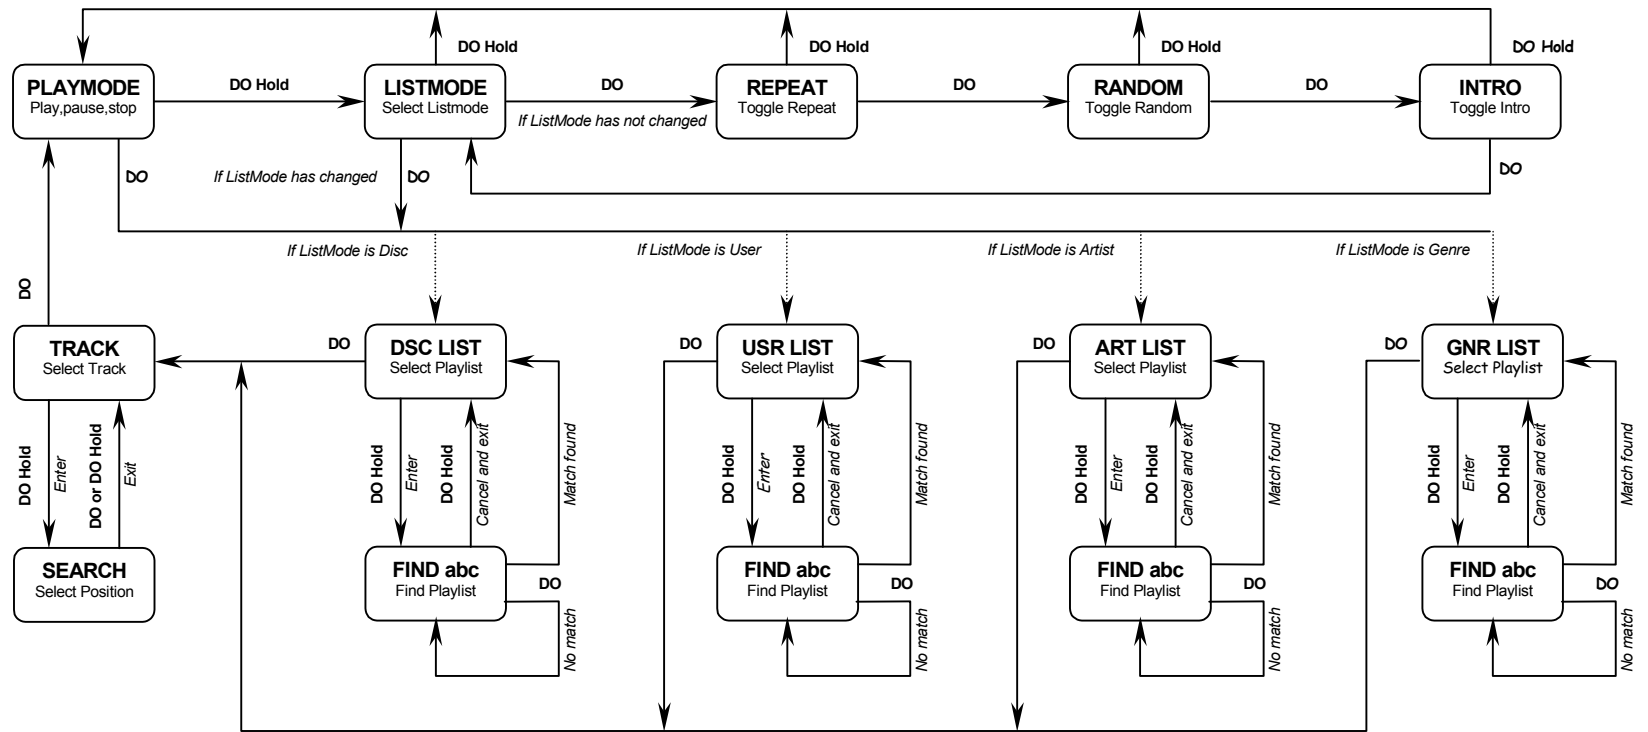 DO Hold
DO Hold
DO Hold
DO Hold
PLAYMODE
Play,pause,stop
DO Hold
LISTMODE
Select Listmode
DO
If ListMode has not changed
REPEAT
Toggle Repeat
DO
RANDOM
Toggle Random
DO
INTRO
Toggle Intro
DO
If ListMode has changed
DO
DO
If ListMode is Disc
If ListMode is User
If ListMode is Artist
If ListMode is Genre
DO
TRACK
Select Track
DO
DSC LIST
Select Playlist
DO
USR LIST
Select Playlist
DO
ART LIST
Select Playlist
DO
GNR LIST
Select Playlist
DO Hold
Enter
DO or DO Hold
Exit
DO Hold
Enter
DO Hold
Cancel and exit
Match found
DO Hold
Enter
DO Hold
Cancel and exit
Match found
DO Hold
Enter
DO Hold
Cancel and exit
Match found
DO Hold
Enter
DO Hold
Cancel and exit
Match found
SEARCH
Select Position
FIND abc
Find Playlist
DO
No match
FIND abc
Find Playlist
DO
No match
FIND abc
Find Playlist
DO
No match
FIND abc
Find Playlist
DO
No match